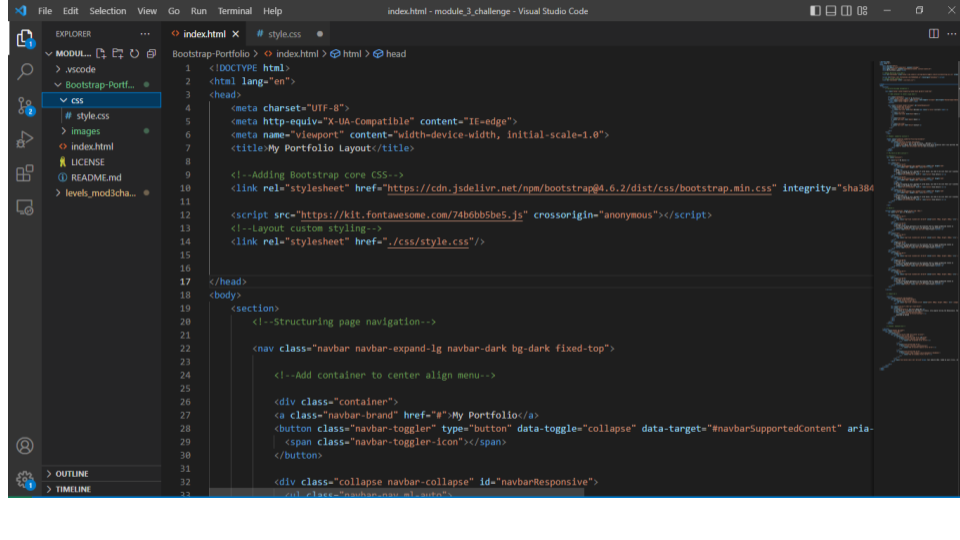 File Edit Selection View Go Run Terminal Help index.html - module_3_challenge - Visual Studio Code
EXPLORER
MODUL...
.vscode
Bootstrap-Portf...
css
style.css
images
index.html
LICENSE
README.md
levels_mod3cha...
OUTLINE
TIMELINE
index.html style.css
Bootstrap-Portfolio > index.html > html > head
1 <!DOCTYPE html>
2 <html lang="en">
3 <head>
4 <meta charset="UTF-8">
5 <meta http-equiv="X-UA-Compatible" content="IE=edge">
6 <meta name="viewport" content="width=device-width, initial-scale=1.0">
7 <title>My Portfolio Layout</title>
8
9 <!--Adding Bootstrap core CSS-->
10 <link rel="stylesheet" href="https://cdn.jsdelivr.net/npm/bootstrap@4.6.2/dist/css/bootstrap.min.css" integrity="sha384
11
12 <script src="https://kit.fontawesome.com/74b6bb5be5.js" crossorigin="anonymous"></script>
13 <!--Layout custom styling-->
14 <link rel="stylesheet" href="./css/style.css"/>
15
16
17 </head>
18 <body>
19 <section>
20 <!--Structuring page navigation-->
21
22 <nav class="navbar navbar-expand-lg navbar-dark bg-dark fixed-top">
23
24 <!--Add container to center align menu-->
25
26 <div class="container">
27 <a class="navbar-brand" href="#">My Portfolio</a>
28 <button class="navbar-toggler" type="button" data-toggle="collapse" data-target="#navbarSupportedContent" aria-
29 <span class="navbar-toggler-icon"></span>
30 </button>
31
32 <div class="collapse navbar-collapse" id="navbarResponsive">
33 <ul class="navbar-nav ml-auto">